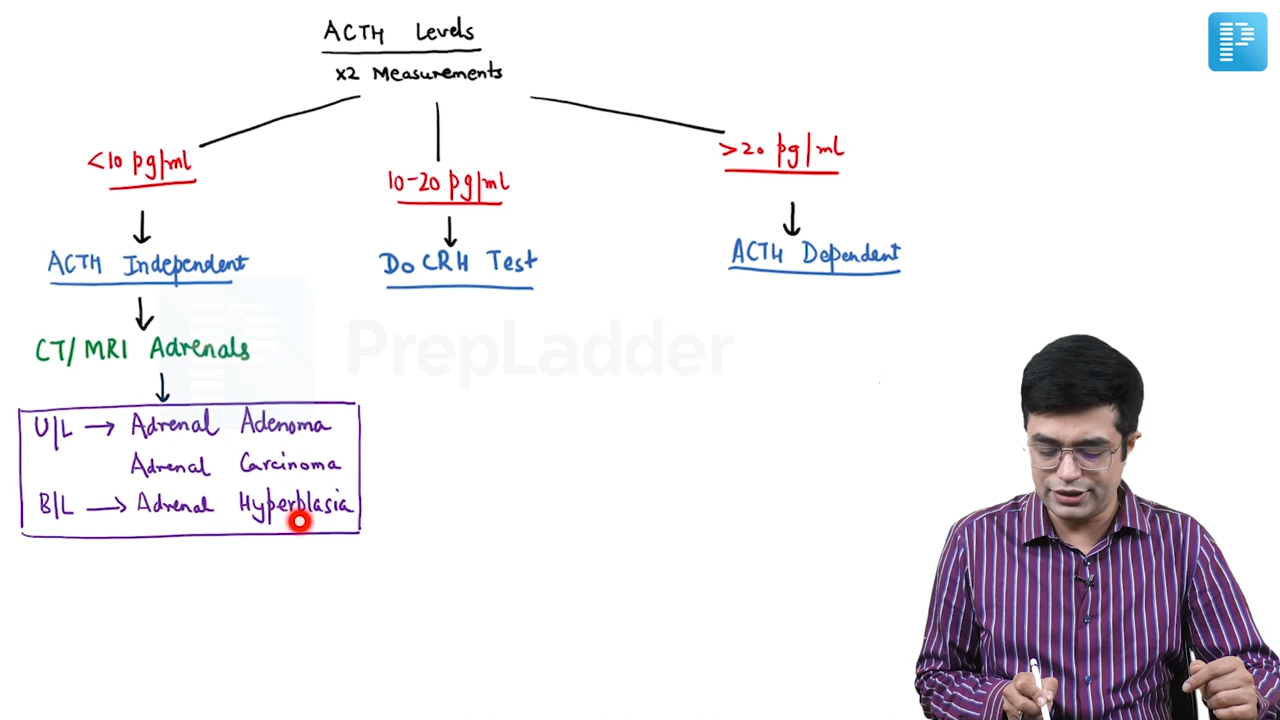 ACTH Levels
x2 Measurements
<10 pg/ml
10-20 pg/ml
>20 pg/ml
ACTH Independent
Do CRH Test
ACTH Dependent
CT/MRI Adrenals
U/L → Adrenal Adenoma
Adrenal Carcinoma
B/L → Adrenal Hyperplasia
PrepLadder